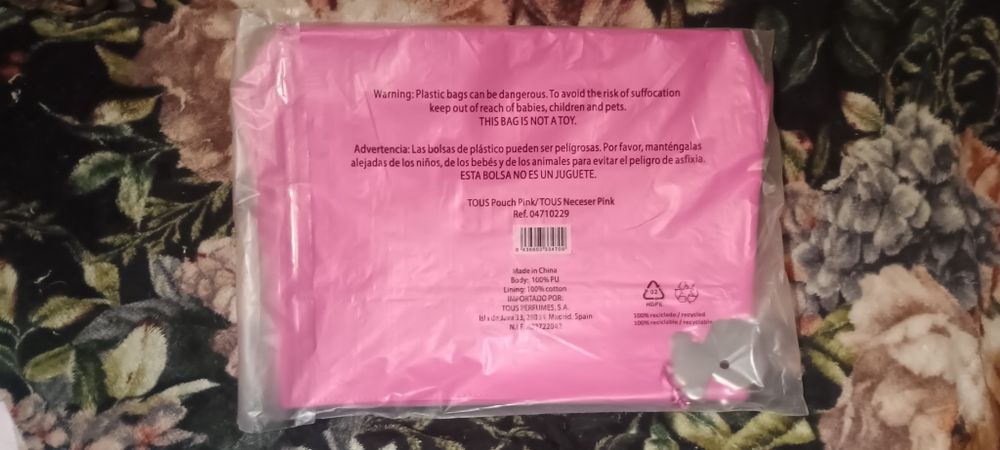 Warning: Plastic bags can be dangerous. To avoid the risk of suffocation
keep out of reach of babies, children and pets.
THIS BAG IS NOT A TOY.
Advertencia: Las bolsas de plástico pueden ser peligrosas. Por favor, manténgalas
alejadas de los niños, de los bebés y de los animales para evitar el peligro de asfixia.
ESTA BOLSA NO ES UN JUGUETE.
TOUS Pouch Pink/ TOUS Neceser Pink
Ref. 04710229
Made in China
Body: 100% PU
Lining: 100% cotton
IMPORTADO POR:
TOUS PERFUMES, S.A.
Madrid, Spain
N.I.F.
02
HDPE
100% reciclado / recycled
100% reciclable / recyclable